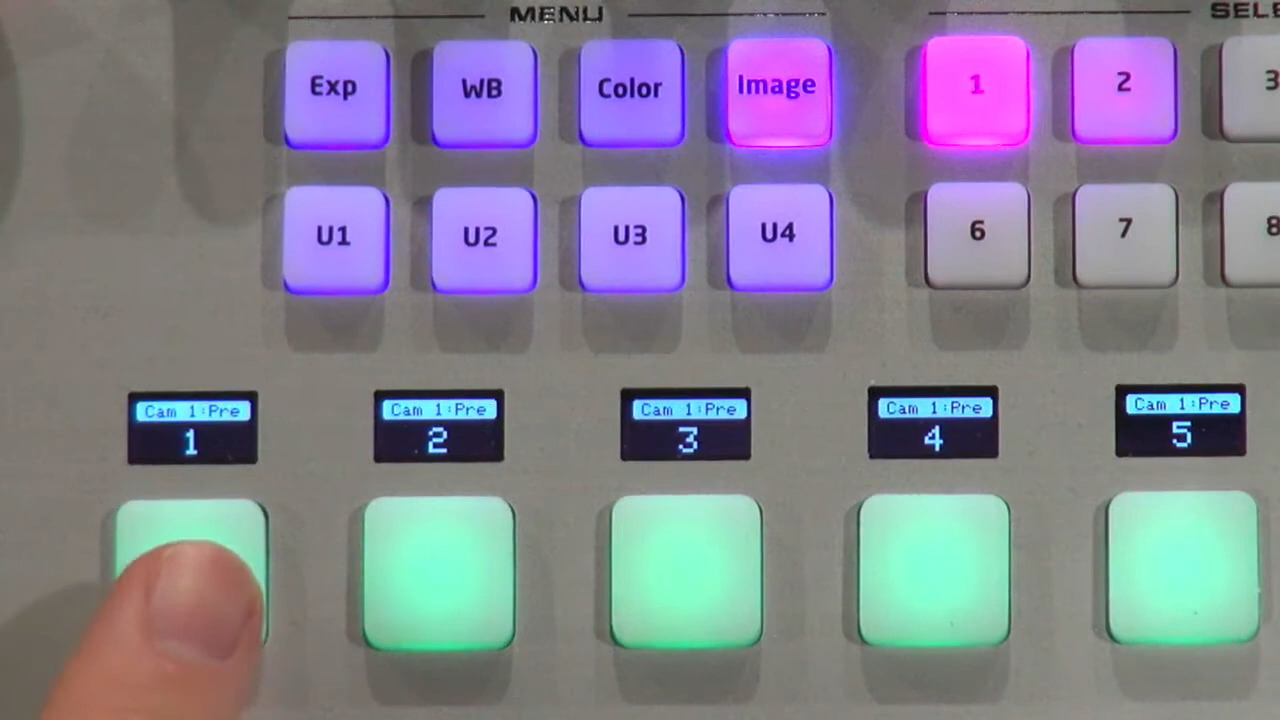 MENU
SELE
Exp WB Color Image 1 2 3
U1 U2 U3 U4 6 7 8
Cam 1:Pre Cam 1:Pre Cam 1:Pre Cam 1:Pre Cam 1:Pre
1 2 3 4 5